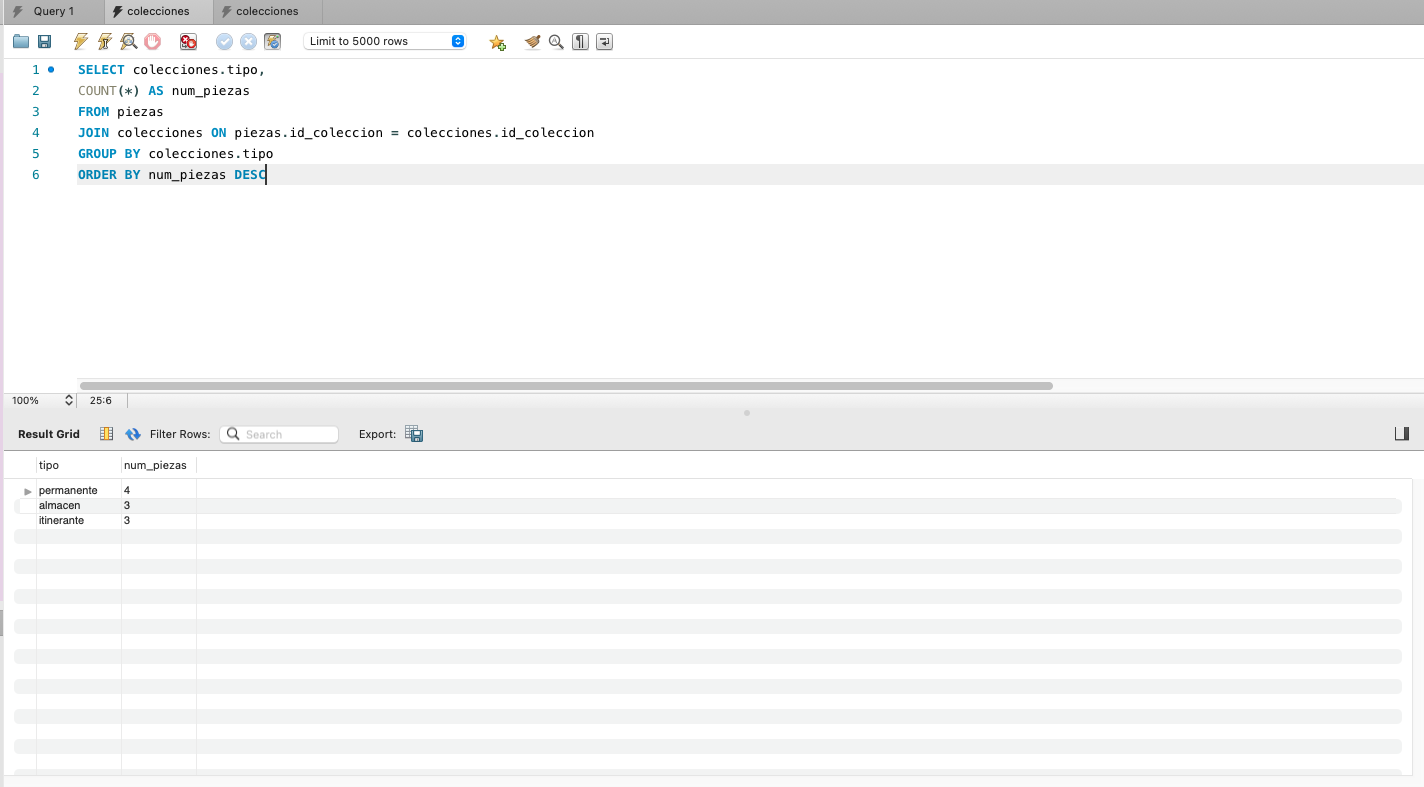 Query 1 colecciones colecciones
Limit to 5000 rows
1 SELECT colecciones.tipo,
2 COUNT(*) AS num_piezas
3 FROM piezas
4 JOIN colecciones ON piezas.id_coleccion = colecciones.id_coleccion
5 GROUP BY colecciones.tipo
6 ORDER BY num_piezas DESC
100% 25:6
Result Grid Filter Rows: Search Export:
tipo num_piezas
permanente 4
almacen 3
itinerante 3